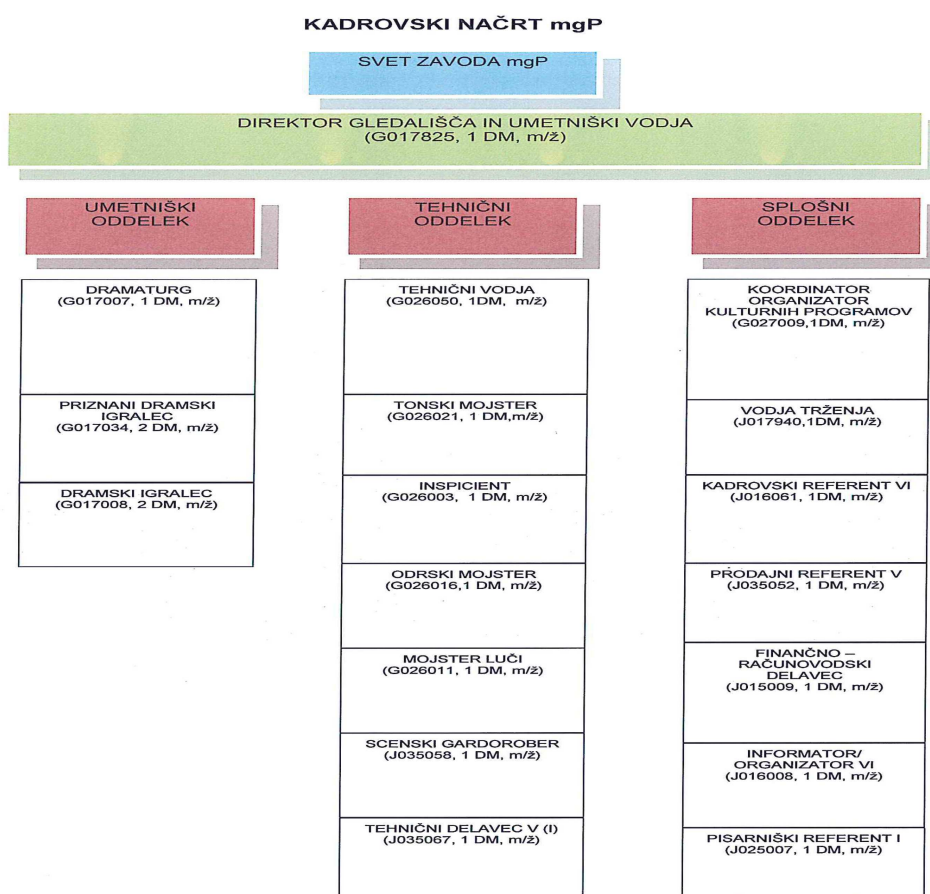 KADROVSKI NAČRT mgP
SVET ZAVODA mgP
DIREKTOR GLEDALIŠČA IN UMETNIŠKI VODJA
(G017825, 1 DM, m/ž)
UMETNIŠKI
ODDELEK
DRAMATURG
(G017007, 1 DM, m/ž)
PRIZNANI DRAMSKI
IGRALEC
(G017034, 2 DM, m/ž)
DRAMSKI IGRALEC
(G017008, 2 DM, m/ž)
TEHNIČNI
ODDELEK
TEHNIČNI VODJA
(G026050, 1DM, m/ž)
TONSKI MOJSTER
(G026021, 1 DM,m/ž)
INSPICIENT
(G026003, 1 DM, m/ž)
ODRSKI MOJSTER
(G026016,1 DM, m/ž)
MOJSTER LUČI
(G026011, 1 DM, m/ž)
SCENSKI GARDOROBER
(J035058, 1 DM, m/ž)
TEHNIČNI DELAVEC V (I)
(J035067, 1 DM, m/ž)
SPLOŠNI
ODDELEK
KOORDINATOR
ORGANIZATOR
KULTURNIH PROGRAMOV
(G027009,1DM, m/ž)
VODJA TRŽENJA
(J017940,1DM, m/ž)
KADROVSKI REFERENT VI
(J016061, 1DM, m/ž)
PRODAJNI REFERENT V
(J035052, 1 DM, m/ž)
FINANČNO –
RAČUNOVODSKI
DELAVEC
(J015009, 1 DM, m/ž)
INFORMATOR/
ORGANIZATOR VI
(J016008, 1 DM, m/ž)
PISARNIŠKI REFERENT I
(J025007, 1 DM, m/ž)